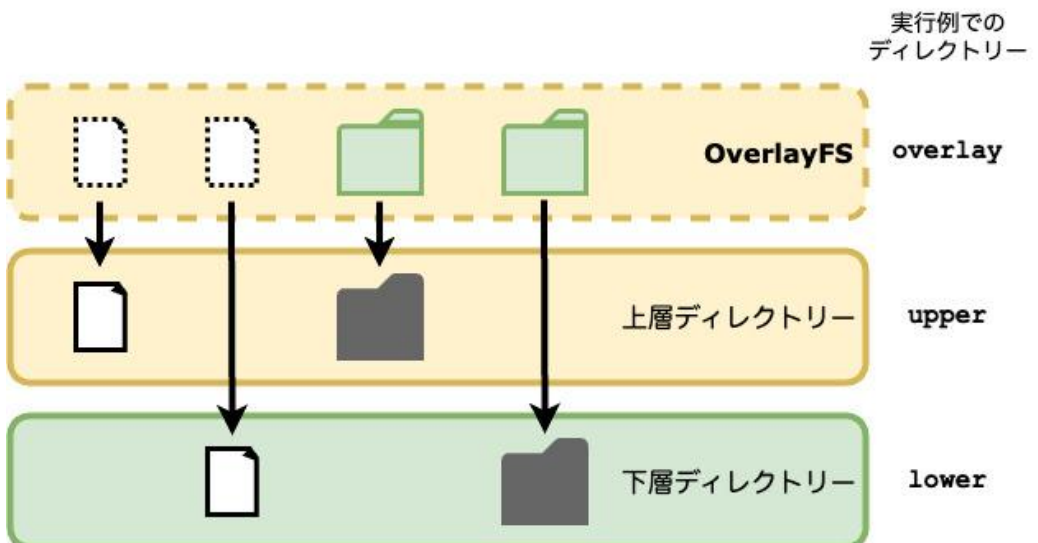 実行例での
ディレクトリー
OverlayFS
overlay
上層ディレクトリー
upper
下層ディレクトリー
lower